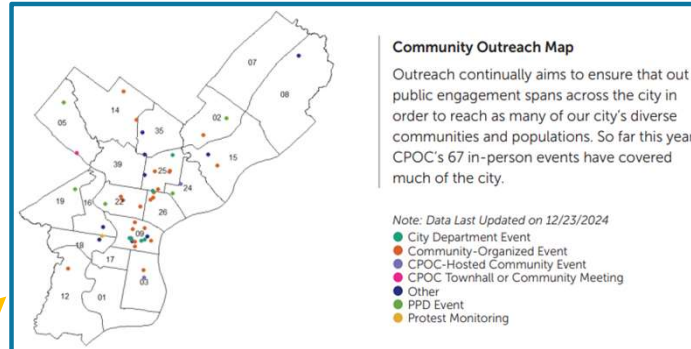 Community Outreach Map
Outreach continually aims to ensure that out
public engagement spans across the city in
order to reach as many of our city's diverse
communities and populations. So far this year
CPOC's 67 in-person events have covered
much of the city.
Note: Data Last Updated on 12/23/2024
City Department Event
Community-Organized Event
CPOC-Hosted Community Event
CPOC Townhall or Community Meeting
Other
PPD Event
Protest Monitoring
07
08
14
05
02
35
15
39
25
24
19
16
22
26
09
18
17
03
12
01